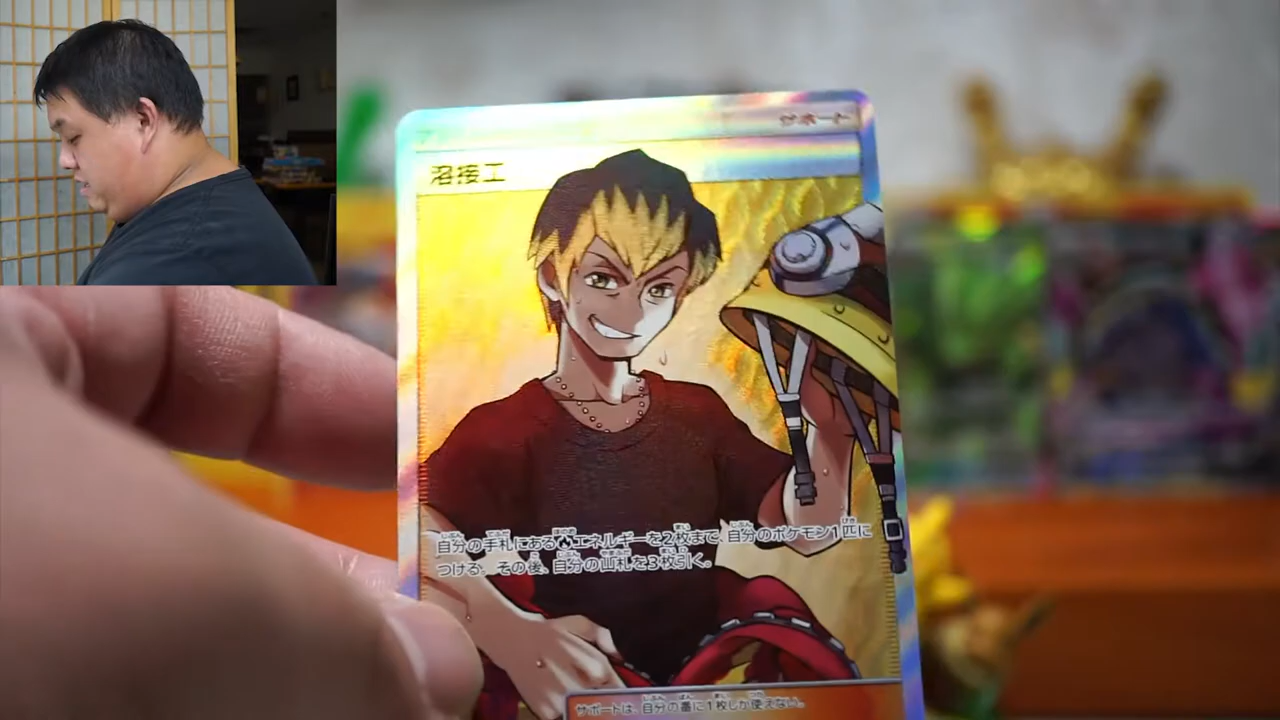 サポート
溶接工
自分の手札にある🔥エネルギーを2枚まで、自分のポケモン1匹に
つける。その後、自分の山札を3枚引く。
サポートは、自分の番に1枚しか使えない。